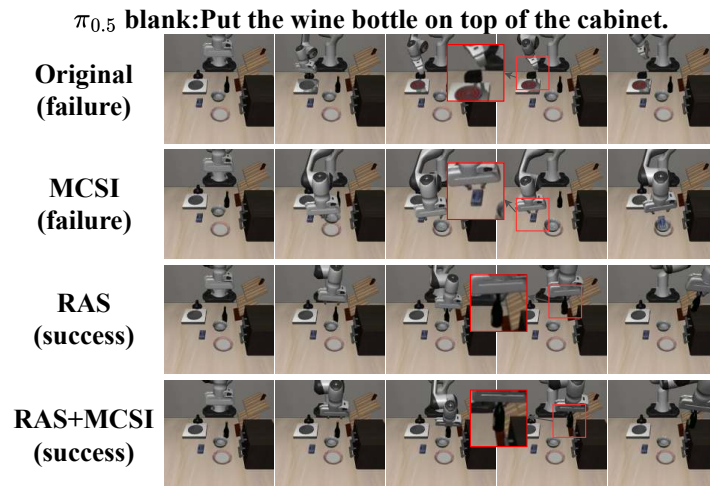 π0.5 blank:Put the wine bottle on top of the cabinet.
Original
(failure)
MCSI
(failure)
RAS
(success)
RAS+MCSI
(success)